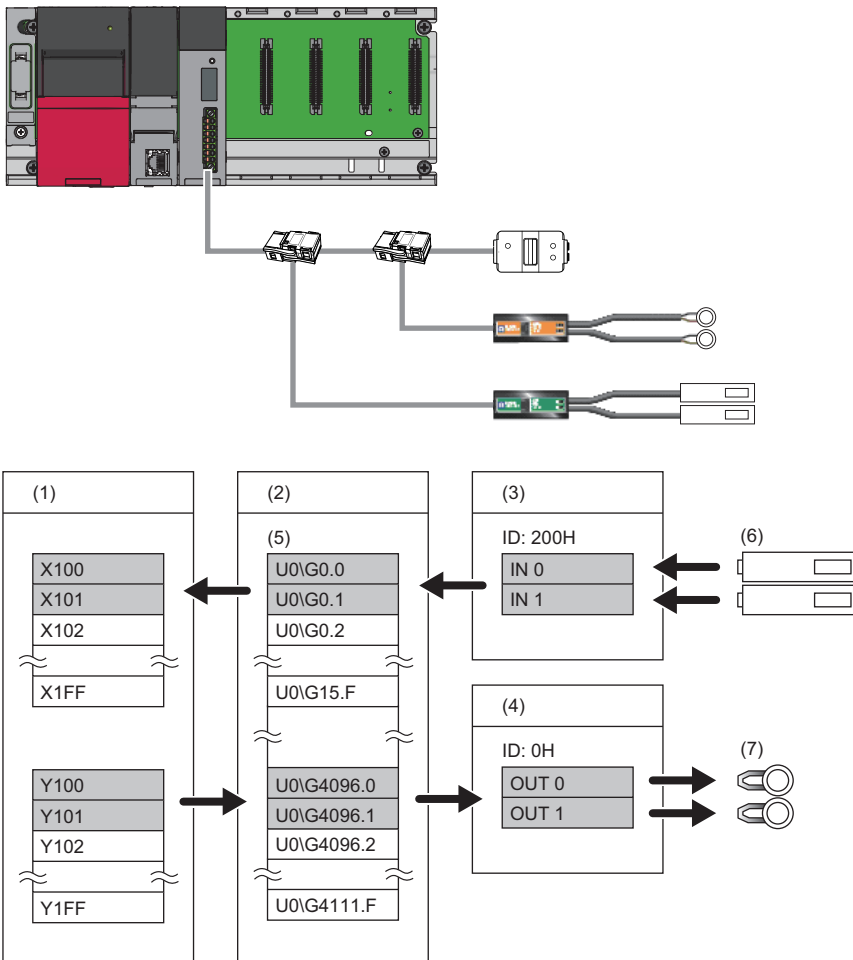 (1)
X100
X101
X102
X1FF
Y100
Y101
Y102
Y1FF
(2)
(5)
U0\G0.0
U0\G0.1
U0\G0.2
U0\G15.F
U0\G4096.0
U0\G4096.1
U0\G4096.2
U0\G4111.F
(3)
ID: 200H
IN 0
IN 1
(6)
(4)
ID: 0H
OUT 0
OUT 1
(7)